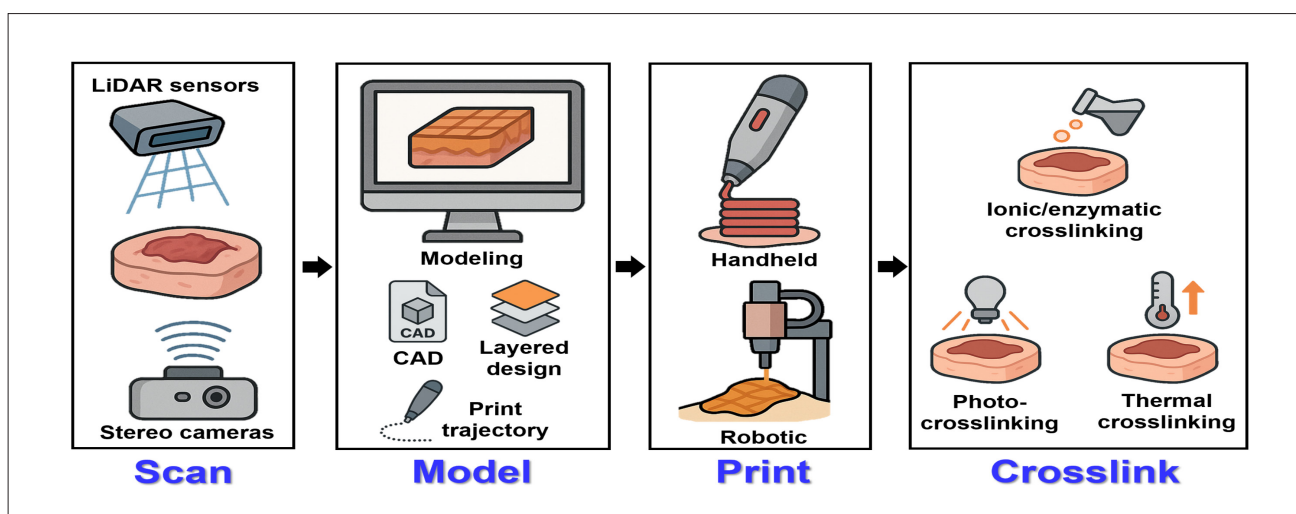 LiDAR sensors
Stereo cameras
Scan
Modeling
CAD
CAD
Layered
design
Print
trajectory
Model
Handheld
Robotic
Print
Ionic/enzymatic
crosslinking
Photo-
crosslinking
Thermal
crosslinking
Crosslink